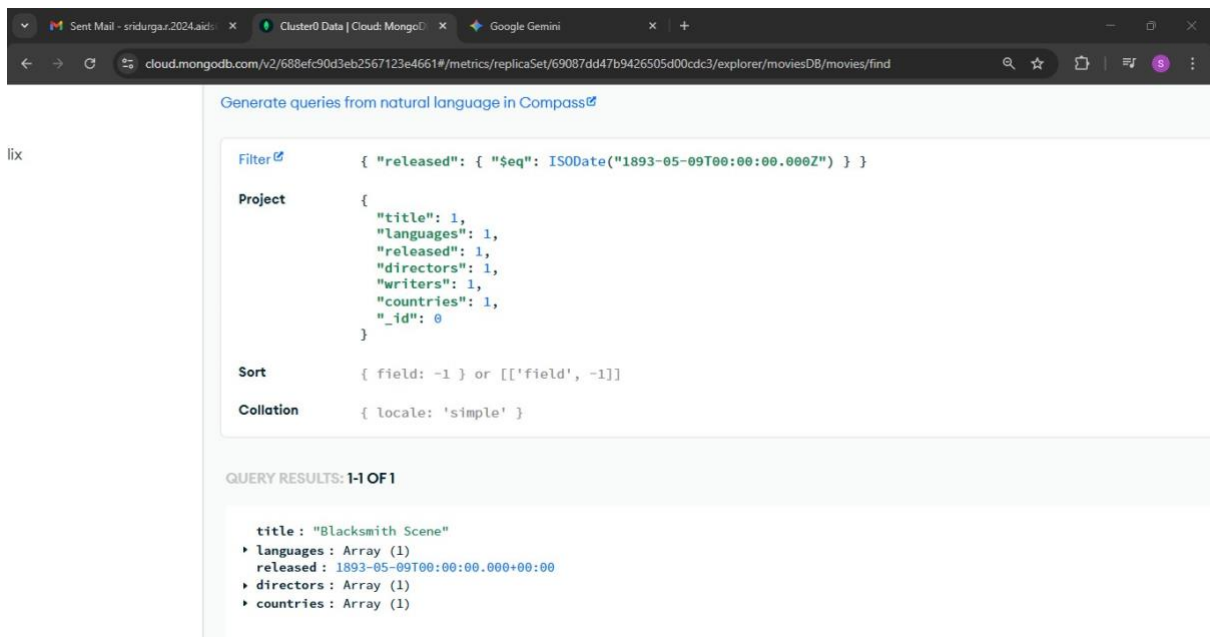 Sent Mail - sridurga.r.2024.aids
Cluster0 Data | Cloud: MongoD
Google Gemini
cloud.mongodb.com/v2/688efc90d3eb2567123e4661#/metrics/replicaSet/69087dd47b9426505d00cdc3/explorer/moviesDB/movies/find
S
Generate queries from natural language in Compass
lix
Filter { "released": { "$eq": ISODate("1893-05-09T00:00:00.000Z") } }
Project {
"title": 1,
"languages": 1,
"released": 1,
"directors": 1,
"writers": 1,
"countries": 1,
"_id": 0
}
Sort { field: -1 } or [['field', -1]]
Collation { locale: 'simple' }
QUERY RESULTS: 1-1 OF 1
title : "Blacksmith Scene"
languages : Array (1)
released : 1893-05-09T00:00:00.000+00:00
directors : Array (1)
countries : Array (1)